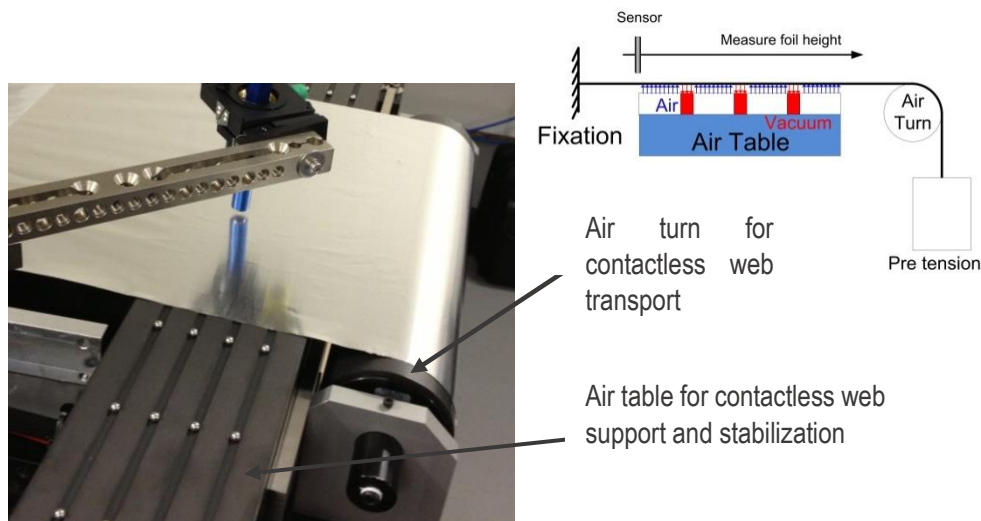 Sensor
Measure foil height
Air
Vacuum
Fixation
Air Table
Air
Turn
Pre tension
Air turn for
contactless web
transport
Air table for contactless web
support and stabilization